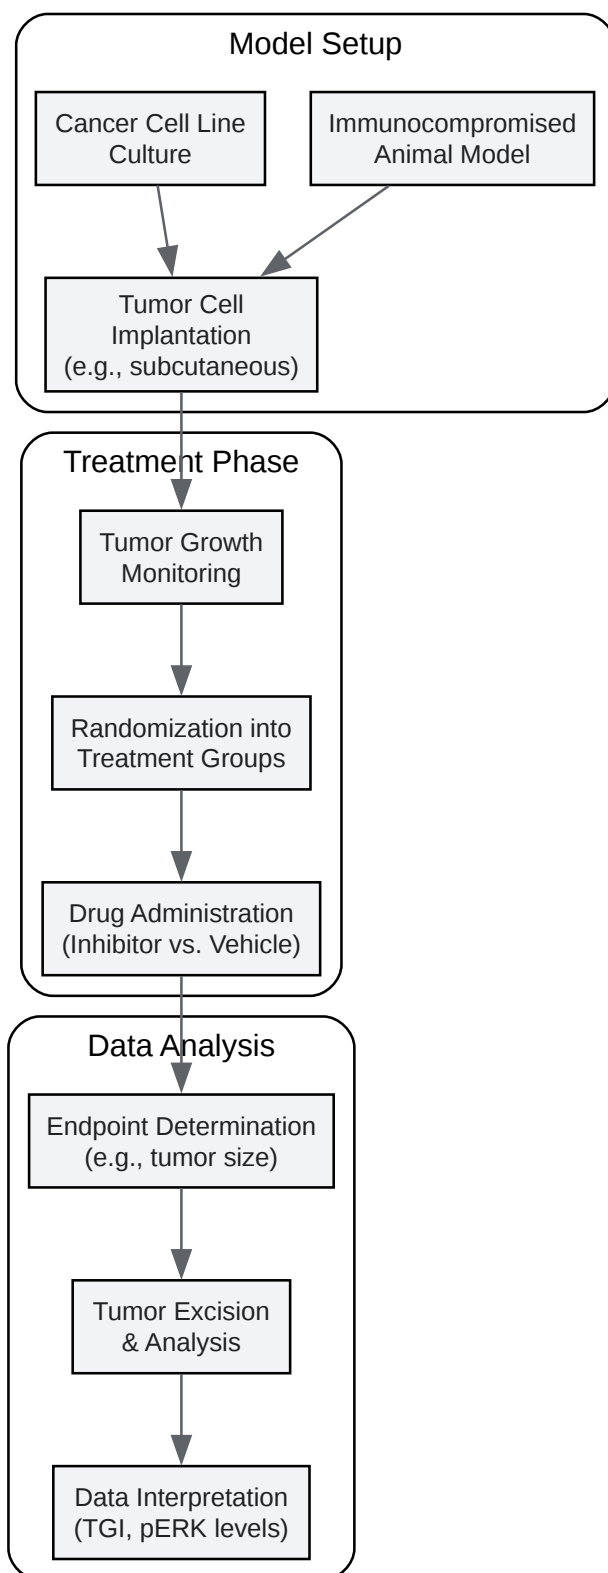 Model Setup
Cancer Cell Line
Culture
Immunocompromised
Animal Model
Tumor Cell
Implantation
(e.g., subcutaneous)
Treatment Phase
Tumor Growth
Monitoring
Randomization into
Treatment Groups
Drug Administration
(Inhibitor vs. Vehicle)
Data Analysis
Endpoint Determination
(e.g., tumor size)
Tumor Excision
& Analysis
Data Interpretation
(TGI, pERK levels)